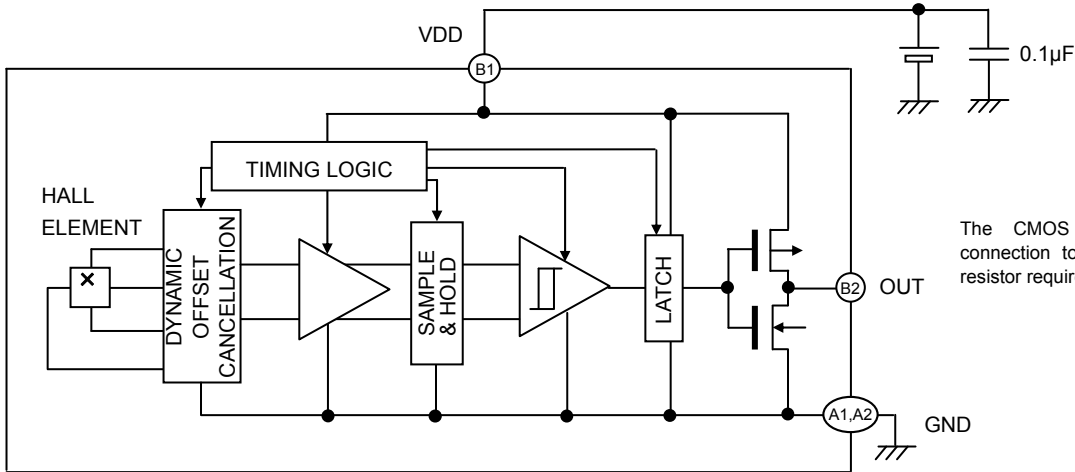 VDD
B1
0.1µF
TIMING LOGIC
HALL
ELEMENT
DYNAMIC
OFFSET
CANCELLATION
SAMPLE
& HOLD
LATCH
The CMOS
connection to
resistor requir
B2
OUT
A1,A2
GND